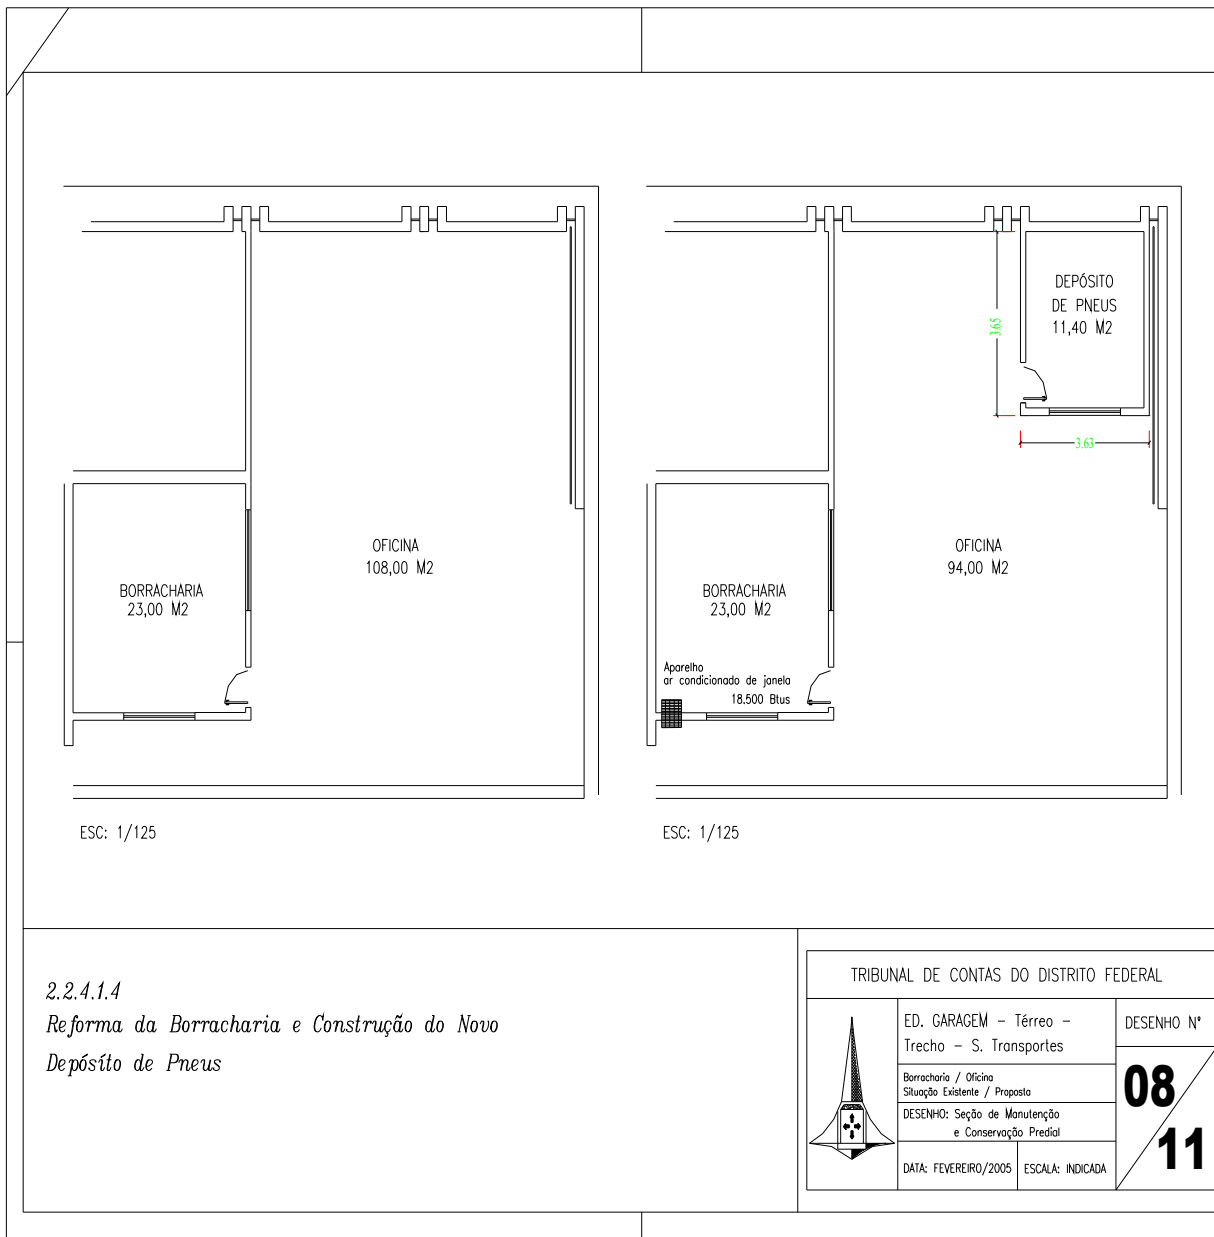 OFICINA
108,00 M2
BORRACHARIA
23,00 M2
ESC: 1/125
DEPÓSITO
DE PNEUS
11,40 M2
3.65
3.63
OFICINA
94,00 M2
BORRACHARIA
23,00 M2
Aparelho
ar condicionado de janela
18.500 Btus
ESC: 1/125
2.2.4.1.4
Reforma da Borracharia e Construção do Novo
Depósíto de Pneus
TRIBUNAL DE CONTAS DO DISTRITO FEDERAL
ED. GARAGEM - Térreo -
Trecho - S. Transportes
Borracharia / Oficina
Situação Existente / Proposta
DESENHO: Seção de Manutenção
e Conservação Predial
DATA: FEVEREIRO/2005
ESCALA: INDICADA
DESENHO N°
08
11